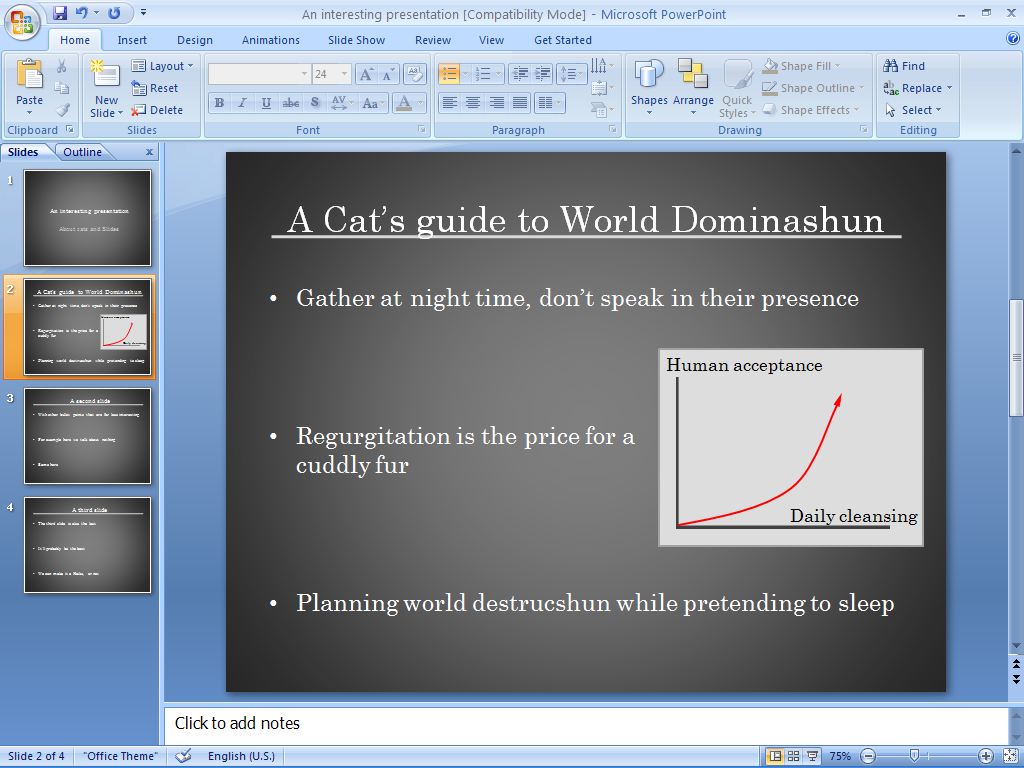 An interesting presentation [Compatibility Mode] - Microsoft PowerPoint
Home Insert Design Animations Slide Show Review View Get Started
Paste
New Slide
Layout
Reset
Delete
24
B I U abc S AV Aa A
Shapes Arrange Quick Styles
Shape Fill
Shape Outline
Shape Effects
Find
Replace
Select
Clipboard Slides Font Paragraph Drawing Editing
Slides Outline x
1
An interesting presentation
About cats and Slides
2
A Cat's guide to World Dominashun
Gather at night time, don't speak in their presence
Human acceptance
Regurgitation is the price for a
cuddly fur
Daily cleansing
Planning world destrucshun while pretending to sleep
3
A second slide
4
A third slide
A Cat's guide to World Dominashun
• Gather at night time, don't speak in their presence
Human acceptance
• Regurgitation is the price for a
cuddly fur
Daily cleansing
• Planning world destrucshun while pretending to sleep
Click to add notes
Slide 2 of 4 "Office Theme" English (U.S.) 75%